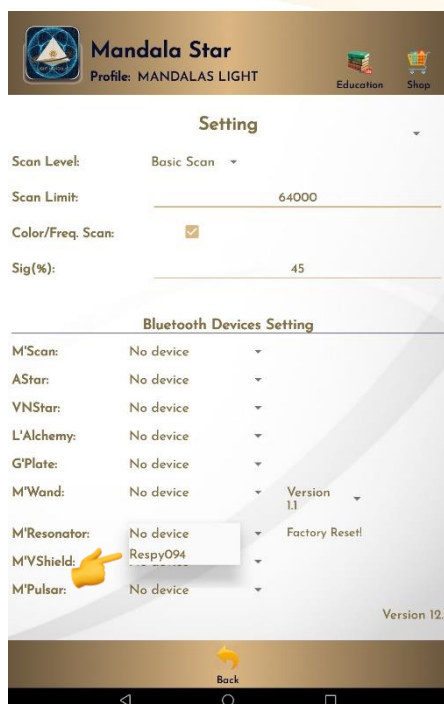 Mandala Star
Profile: MANDALAS LIGHT
Education
Shop
Setting
Scan Level: Basic Scan
Scan Limit: 64000
Color/Freq. Scan:
Sig(%): 45
Bluetooth Devices Setting
M'Scan: No device
AStar: No device
VNStar: No device
L'Alchemy: No device
G'Plate: No device
M'Wand: No device Version 1.1
M'Resonator: No device Factory Reset!
Respy094
M'VShield:
M'Pulsar: No device
Version 12.
Back